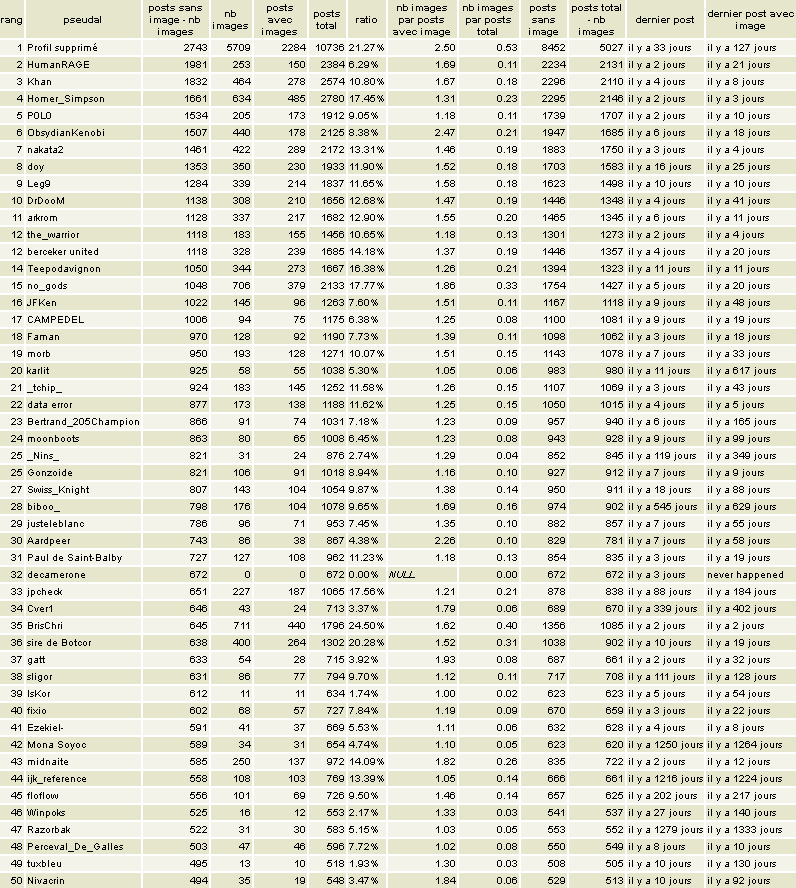 rang pseudal posts sans image - nb images nb images posts avec images posts total ratio nb images par posts avec image nb images par posts total posts sans image posts total - nb images dernier post dernier post avec image
1 Profil supprimé 2743 5709 2284 10736 21.27% 2.50 0.53 8452 5027 il y a 33 jours il y a 127 jours
2 HumanRAGE 1981 253 150 2384 6.29% 1.69 0.11 2234 2131 il y a 2 jours il y a 21 jours
3 Khan 1832 464 278 2574 10.80% 1.67 0.18 2296 2110 il y a 4 jours il y a 8 jours
4 Homer_Simpson 1661 634 485 2780 17.45% 1.31 0.23 2295 2146 il y a 2 jours il y a 3 jours
5 POLO 1534 205 173 1912 9.05% 1.18 0.11 1739 1707 il y a 2 jours il y a 2 jours
6 ObsydianKenobi 1507 440 178 2125 8.38% 2.47 0.21 1947 1685 il y a 6 jours il y a 18 jours
7 nakata2 1461 422 289 2172 13.31% 1.46 0.19 1883 1750 il y a 3 jours il y a 4 jours
8 doy 1353 350 230 1933 11.90% 1.52 0.18 1703 1583 il y a 16 jours il y a 25 jours
9 Leg9 1284 339 214 1837 11.65% 1.58 0.18 1623 1498 il y a 10 jours il y a 10 jours
10 DrDooM 1138 308 210 1656 12.68% 1.47 0.19 1446 1348 il y a 4 jours il y a 41 jours
11 arkrom 1128 337 217 1682 12.90% 1.55 0.20 1465 1345 il y a 6 jours il y a 11 jours
12 the_warrior 1118 183 155 1456 10.65% 1.18 0.13 1301 1273 il y a 2 jours il y a 4 jours
12 berceker united 1118 328 239 1685 14.18% 1.37 0.19 1446 1357 il y a 4 jours il y a 20 jours
14 Teepodavignon 1050 344 273 1667 16.38% 1.26 0.21 1394 1323 il y a 11 jours il y a 11 jours
15 no_gods 1048 706 379 2133 17.77% 1.86 0.33 1754 1427 il y a 5 jours il y a 20 jours
16 JFKen 1022 145 96 1263 7.60% 1.51 0.11 1167 1118 il y a 9 jours il y a 48 jours
17 CAMPEDEL 1006 94 75 1175 6.38% 1.25 0.08 1100 1081 il y a 9 jours il y a 19 jours
18 Faman 970 128 92 1190 7.73% 1.39 0.11 1098 1062 il y a 3 jours il y a 18 jours
19 morb 950 193 128 1271 10.07% 1.51 0.15 1143 1078 il y a 7 jours il y a 33 jours
20 karlit 925 58 55 1038 5.30% 1.05 0.06 983 980 il y a 11 jours il y a 617 jours
21 _tchip_ 924 183 145 1252 11.58% 1.26 0.15 1107 1069 il y a 3 jours il y a 43 jours
22 data error 877 173 138 1188 11.62% 1.25 0.15 1050 1015 il y a 4 jours il y a 5 jours
23 Bertrand_205Champion 866 91 74 1031 7.18% 1.23 0.09 957 940 il y a 6 jours il y a 165 jours
24 moonboots 863 80 65 1008 6.45% 1.23 0.08 943 928 il y a 9 jours il y a 99 jours
25 _Nins_ 821 31 24 876 2.74% 1.29 0.04 852 845 il y a 119 jours il y a 349 jours
25 Gonzoide 821 106 91 1018 8.94% 1.16 0.10 927 912 il y a 7 jours il y a 9 jours
27 Swiss_Knight 807 143 104 1054 9.87% 1.38 0.14 950 911 il y a 18 jours il y a 88 jours
28 biboo_ 798 176 104 1078 9.65% 1.69 0.16 974 902 il y a 545 jours il y a 629 jours
29 justeleblanc 786 96 71 953 7.45% 1.35 0.10 882 857 il y a 7 jours il y a 55 jours
30 Aardpeer 743 86 38 867 4.38% 2.26 0.10 829 781 il y a 7 jours il y a 58 jours
31 Paul de Saint-Balby 727 127 108 962 11.23% 1.18 0.13 854 835 il y a 3 jours il y a 19 jours
32 decamerone 672 0 0 672 0.00% NULL 0.00 672 672 il y a 3 jours never happened
33 jpcheck 651 227 187 1065 17.56% 1.21 0.21 878 838 il y a 88 jours il y a 184 jours
34 Cver1 646 43 24 713 3.37% 1.79 0.06 689 670 il y a 339 jours il y a 402 jours
35 BrisChri 645 711 440 1796 24.50% 1.62 0.40 1356 1085 il y a 2 jours il y a 2 jours
36 sire de Botcor 638 400 264 1302 20.28% 1.52 0.31 1038 902 il y a 10 jours il y a 19 jours
37 gatt 633 54 28 715 3.92% 1.93 0.08 687 661 il y a 2 jours il y a 32 jours
38 sligor 631 86 77 794 9.70% 1.12 0.11 717 708 il y a 111 jours il y a 128 jours
39 IsKor 612 11 11 634 1.74% 1.00 0.02 623 623 il y a 5 jours il y a 54 jours
40 fixio 602 68 57 727 7.84% 1.19 0.09 670 659 il y a 3 jours il y a 22 jours
41 Ezekiel- 591 41 37 669 5.53% 1.11 0.06 632 628 il y a 4 jours il y a 8 jours
42 Mona Soyoc 589 34 31 654 4.74% 1.10 0.05 623 620 il y a 1250 jours il y a 1264 jours
43 midnaite 585 250 137 972 14.09% 1.82 0.26 835 722 il y a 2 jours il y a 12 jours
44 ijk_reference 558 108 103 769 13.39% 1.05 0.14 666 661 il y a 1216 jours il y a 1224 jours
45 floflow 556 101 69 726 9.50% 1.46 0.14 657 625 il y a 202 jours il y a 217 jours
46 Winpoks 525 16 12 553 2.17% 1.33 0.03 541 537 il y a 27 jours il y a 140 jours
47 Razorbak 522 31 30 583 5.15% 1.03 0.05 553 552 il y a 1279 jours il y a 1333 jours
48 Perceval_De_Galles 503 47 46 596 7.72% 1.02 0.08 550 549 il y a 8 jours il y a 10 jours
49 tuxbleu 495 13 10 518 1.93% 1.30 0.03 508 505 il y a 10 jours il y a 130 jours
50 Nivacrin 494 35 19 548 3.47% 1.84 0.06 529 513 il y a 10 jours il y a 92 jours